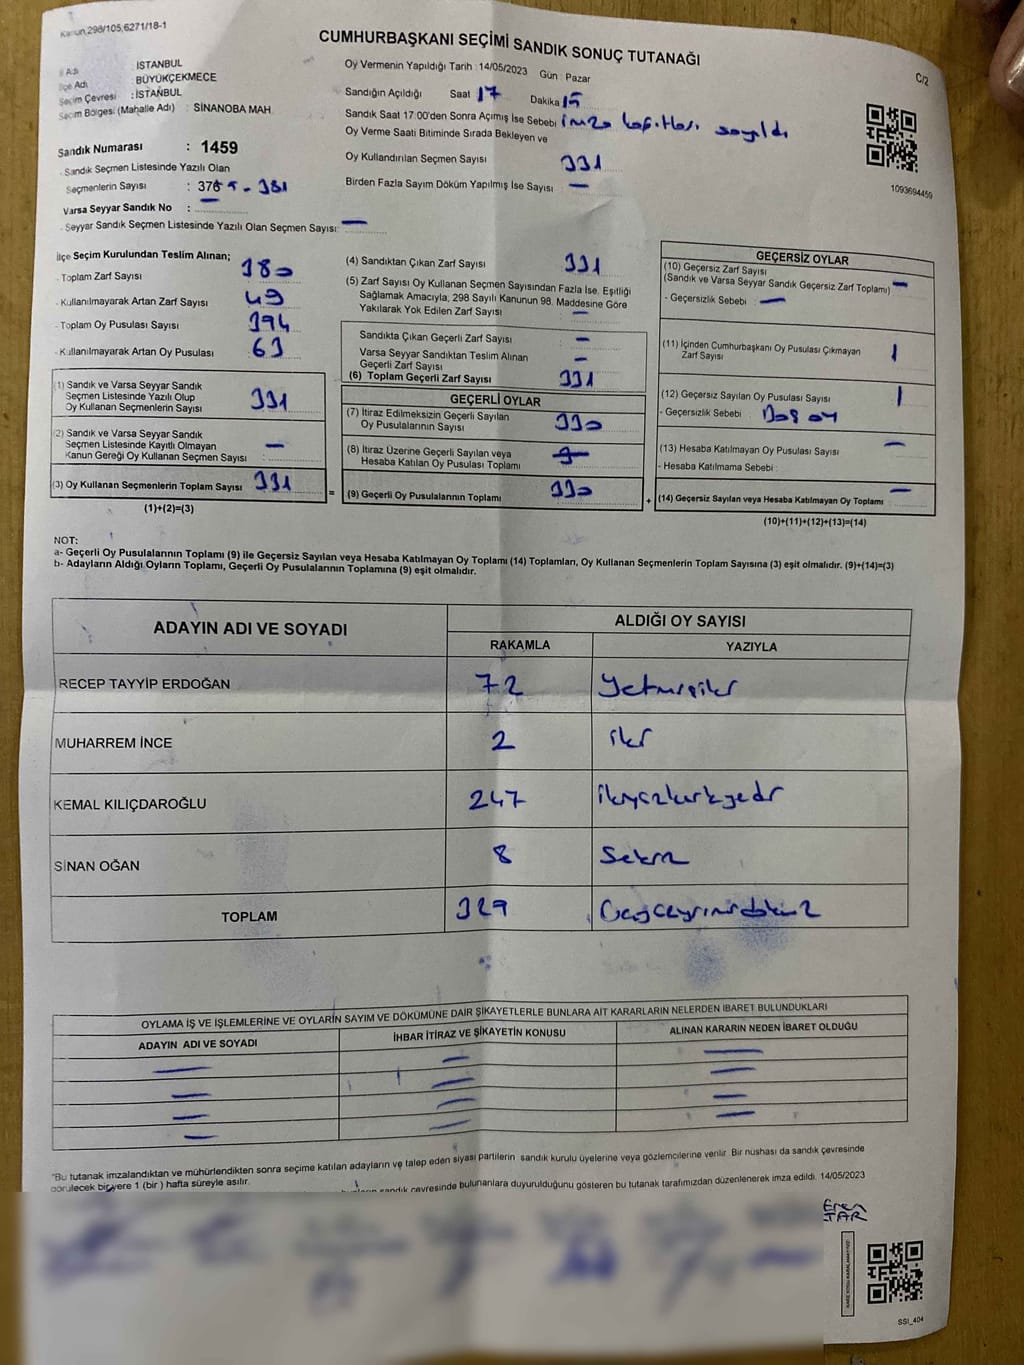 Kanun,298/105,6271/18-1
CUMHURBAŞKANI SEÇİMİ SANDIK SONUÇ TUTANAĞI
C/2
İl Adı : İSTANBUL
İlçe Adı : BÜYÜKÇEKMECE
Seçim Çevresi : İSTANBUL
Seçim Bölgesi (Mahalle Adı) : SİNANOBA MAH
Sandık Numarası : 1459
Sandık Seçmen Listesinde Yazılı Olan
Seçmenlerin Sayısı : 376 - 381
Varsa Seyyar Sandık No : —
Seyyar Sandık Seçmen Listesinde Yazılı Olan Seçmen Sayısı: —
Oy Vermenin Yapıldığı Tarih : 14/05/2023 Gün : Pazar
Sandığın Açıldığı Saat 17 Dakika 15
Sandık Saat 17:00'den Sonra Açılmış İse Sebebi imza kağıtları sayıldı
Oy Verme Saati Bitiminde Sırada Bekleyen ve
Oy Kullandırılan Seçmen Sayısı 331
Birden Fazla Sayım Döküm Yapılmış İse Sayısı —
1093694459
İlçe Seçim Kurulundan Teslim Alınan;
Toplam Zarf Sayısı 380
Kullanılmayarak Artan Zarf Sayısı 49
Toplam Oy Pusulası Sayısı 394
Kullanılmayarak Artan Oy Pusulası 63
(1) Sandık ve Varsa Seyyar Sandık
Seçmen Listesinde Yazılı Olup
Oy Kullanan Seçmenlerin Sayısı 331
(2) Sandık ve Varsa Seyyar Sandık
Seçmen Listesinde Kayıtlı Olmayan
Kanun Gereği Oy Kullanan Seçmen Sayısı —
(3) Oy Kullanan Seçmenlerin Toplam Sayısı 331
(1)+(2)=(3)
=
(4) Sandıktan Çıkan Zarf Sayısı 331
(5) Zarf Sayısı Oy Kullanan Seçmen Sayısından Fazla İse, Eşitliği
Sağlamak Amacıyla, 298 Sayılı Kanunun 98. Maddesine Göre
Yakılarak Yok Edilen Zarf Sayısı —
Sandıkta Çıkan Geçerli Zarf Sayısı —
Varsa Seyyar Sandıktan Teslim Alınan
Geçerli Zarf Sayısı —
(6) Toplam Geçerli Zarf Sayısı 331
GEÇERLİ OYLAR
(7) İtiraz Edilmeksizin Geçerli Sayılan
Oy Pusulalarının Sayısı 330
(8) İtiraz Üzerine Geçerli Sayılan veya
Hesaba Katılan Oy Pusulası Toplamı
(9) Geçerli Oy Pusulalarının Toplamı 330
+
GEÇERSİZ OYLAR
(10) Geçersiz Zarf Sayısı
(Sandık ve Varsa Seyyar Sandık Geçersiz Zarf Toplamı) —
- Geçersizlik Sebebi : —
(11) İçinden Cumhurbaşkanı Oy Pusulası Çıkmayan
Zarf Sayısı 1
(12) Geçersiz Sayılan Oy Pusulası Sayısı 1
- Geçersizlik Sebebi : Boş oy
(13) Hesaba Katılmayan Oy Pusulası Sayısı —
- Hesaba Katılmama Sebebi :
(14) Geçersiz Sayılan veya Hesaba Katılmayan Oy Toplamı —
(10)+(11)+(12)+(13)=(14)
NOT:
a- Geçerli Oy Pusulalarının Toplamı (9) ile Geçersiz Sayılan veya Hesaba Katılmayan Oy Toplamı (14) Toplamları, Oy Kullanan Seçmenlerin Toplam Sayısına (3) eşit olmalıdır. (9)+(14)=(3)
b- Adayların Aldığı Oyların Toplamı, Geçerli Oy Pusulalarının Toplamına (9) eşit olmalıdır.
ADAYIN ADI VE SOYADI ALDIĞI OY SAYISI
RAKAMLA YAZIYLA
RECEP TAYYİP ERDOĞAN 72 Yetmişiki
MUHARREM İNCE 2 iki
KEMAL KILIÇDAROĞLU 247 ikiyüzkırkyedi
SİNAN OĞAN 8 Sekiz
TOPLAM 329
OYLAMA İŞ VE İŞLEMLERİNE VE OYLARIN SAYIM VE DÖKÜMÜNE DAİR ŞİKAYETLERLE BUNLARA AİT KARARLARIN NELERDEN İBARET BULUNDUKLARI
ADAYIN ADI VE SOYADI İHBAR İTİRAZ VE ŞİKAYETİN KONUSU ALINAN KARARIN NEDEN İBARET OLDUĞU
"Bu tutanak imzalandıktan ve mühürlendikten sonra seçime katılan adayların ve talep eden siyasi partilerin sandık kurulu üyelerine veya gözlemcilerine verilir. Bir nüshası da sandık çevresinde
görülecek bir yere 1 (bir ) hafta süreyle asılır.
sandık çevresinde bulunanlara duyurulduğunu gösteren bu tutanak tarafımızdan düzenlenerek imza edildi. 14/05/2023
Eren
TAR
SSI_404